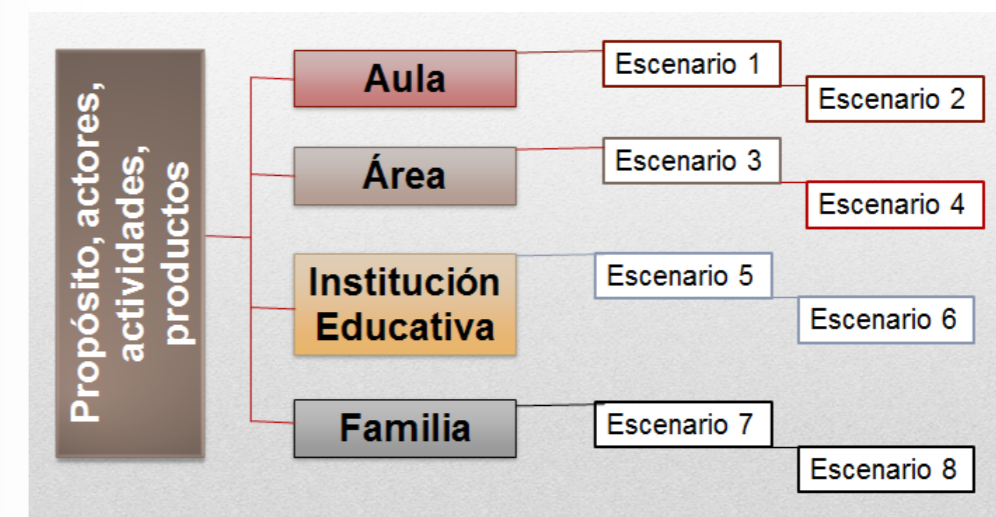 Propósito, actores,
actividades,
productos
Aula
Escenario 1
Escenario 2
Área
Escenario 3
Escenario 4
Institución
Educativa
Escenario 5
Escenario 6
Familia
Escenario 7
Escenario 8